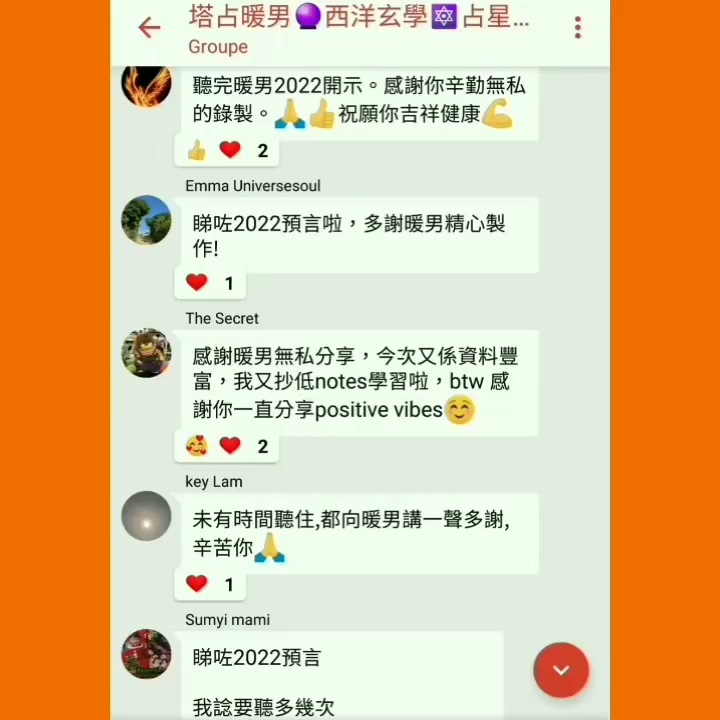 塔占暖男🔮西洋玄學🔯占星...
Groupe
聽完暖男2022開示。感謝你辛勤無私
的錄製。🙏👍祝願你吉祥健康💪
👍 ❤️ 2
Emma Universesoul
睇咗2022預言啦，多謝暖男精心製
作!
❤️ 1
The Secret
感謝暖男無私分享，今次又係資料豐
富，我又抄低notes學習啦，btw 感
謝你一直分享positive vibes☺️
🥰 ❤️ 2
key Lam
未有時間聽住,都向暖男講一聲多謝,
辛苦你🙏
❤️ 1
Sumyi mami
睇咗2022預言
我諗要聽多幾次